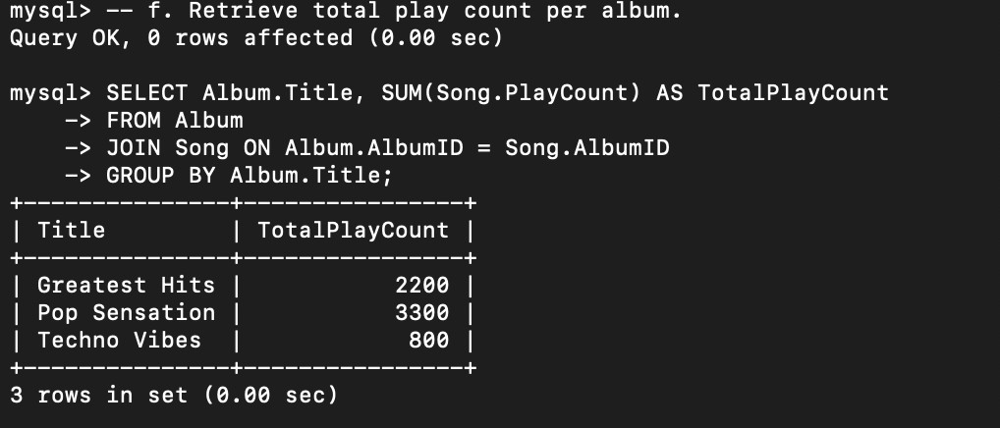 mysql> -- f. Retrieve total play count per album.
Query OK, 0 rows affected (0.00 sec)

mysql> SELECT Album.Title, SUM(Song.PlayCount) AS TotalPlayCount
    -> FROM Album
    -> JOIN Song ON Album.AlbumID = Song.AlbumID
    -> GROUP BY Album.Title;
+---------------+----------------+
| Title         | TotalPlayCount |
+---------------+----------------+
| Greatest Hits |           2200 |
| Pop Sensation |           3300 |
| Techno Vibes  |            800 |
+---------------+----------------+
3 rows in set (0.00 sec)